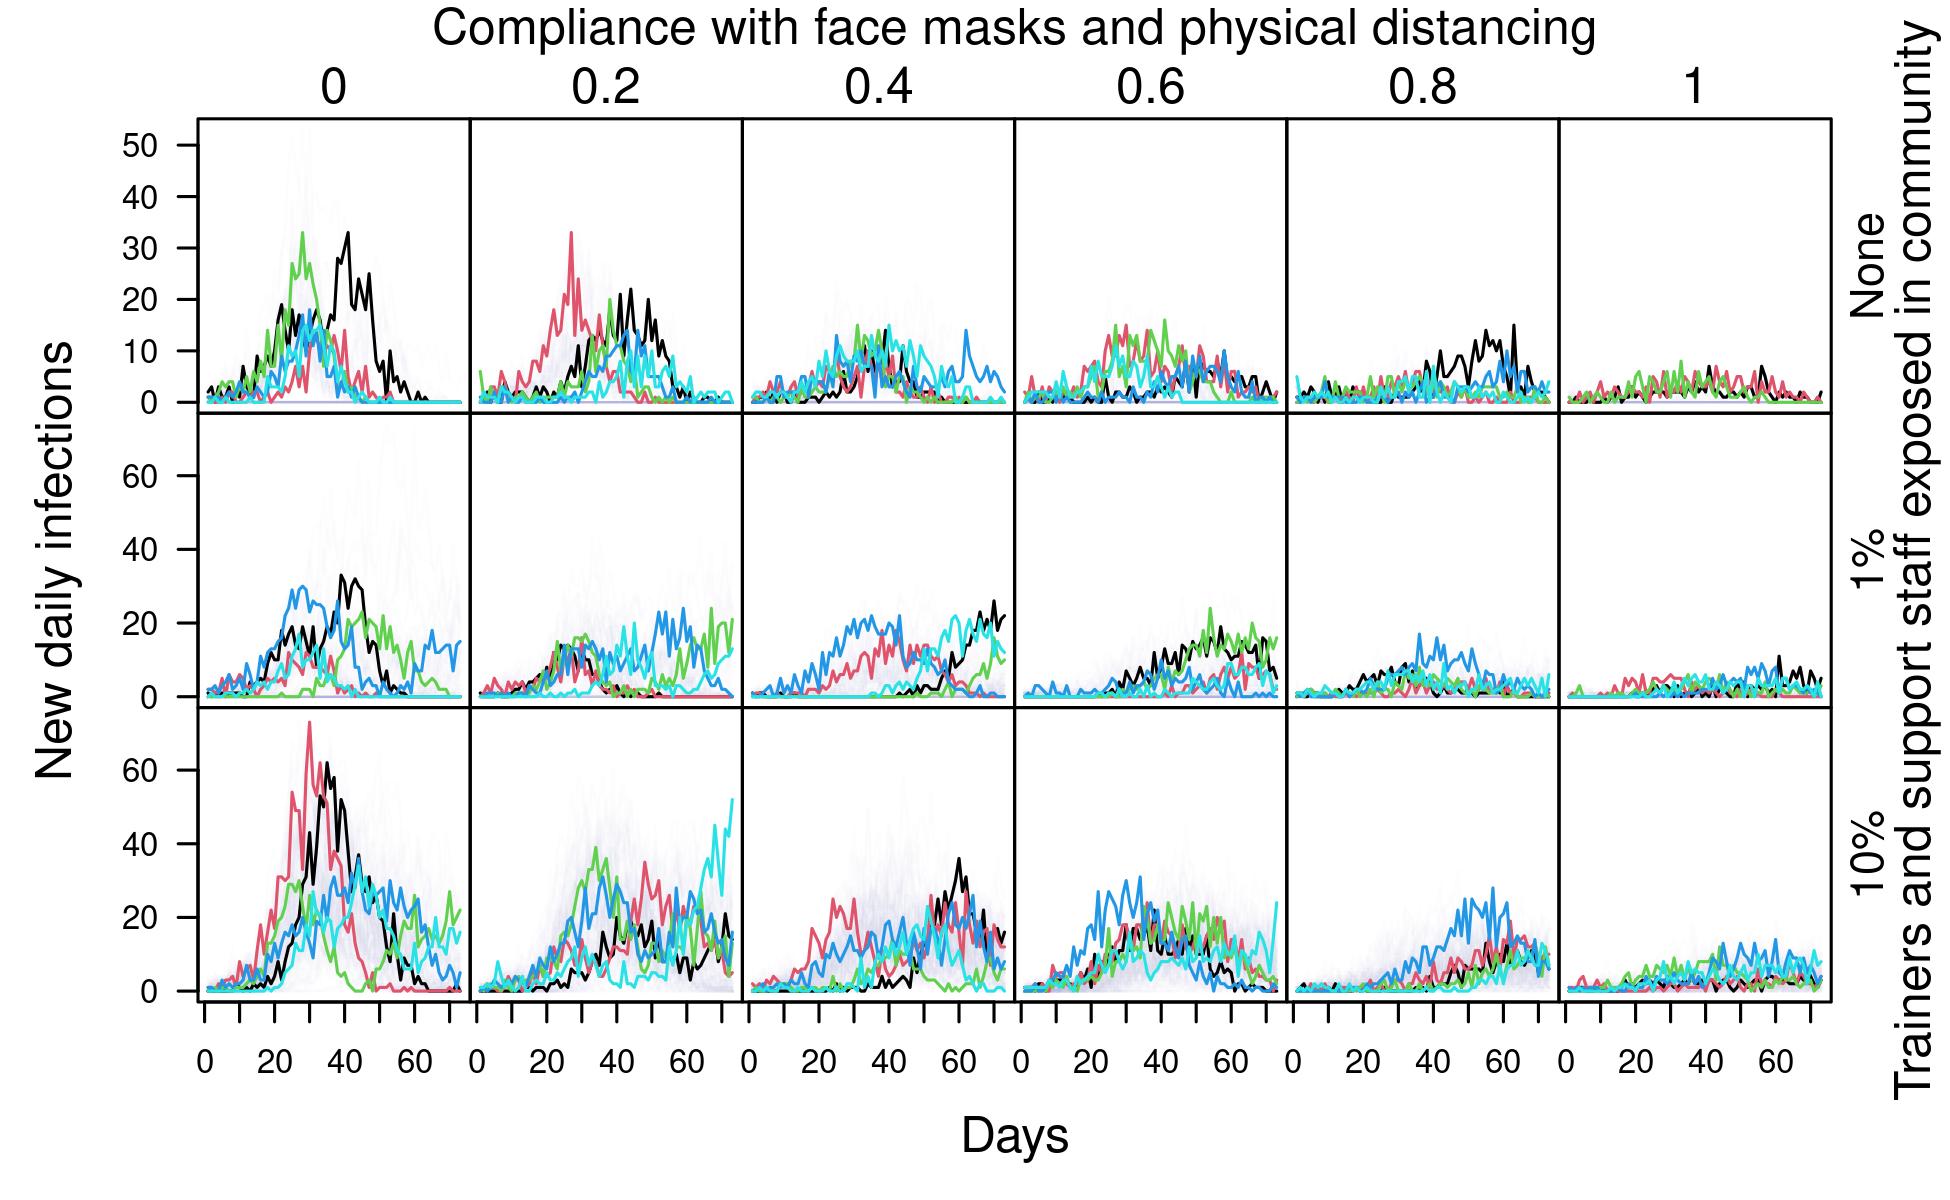 Compliance with face masks and physical distancing
0 0.2 0.4 0.6 0.8 1
New daily infections
50
40
30
20
10
0
60
40
20
0
60
40
20
0
None
1%
10%
Trainers and support staff exposed in community
0 20 40 60 0 20 40 60 0 20 40 60 0 20 40 60 0 20 40 60 0 20 40 60
Days